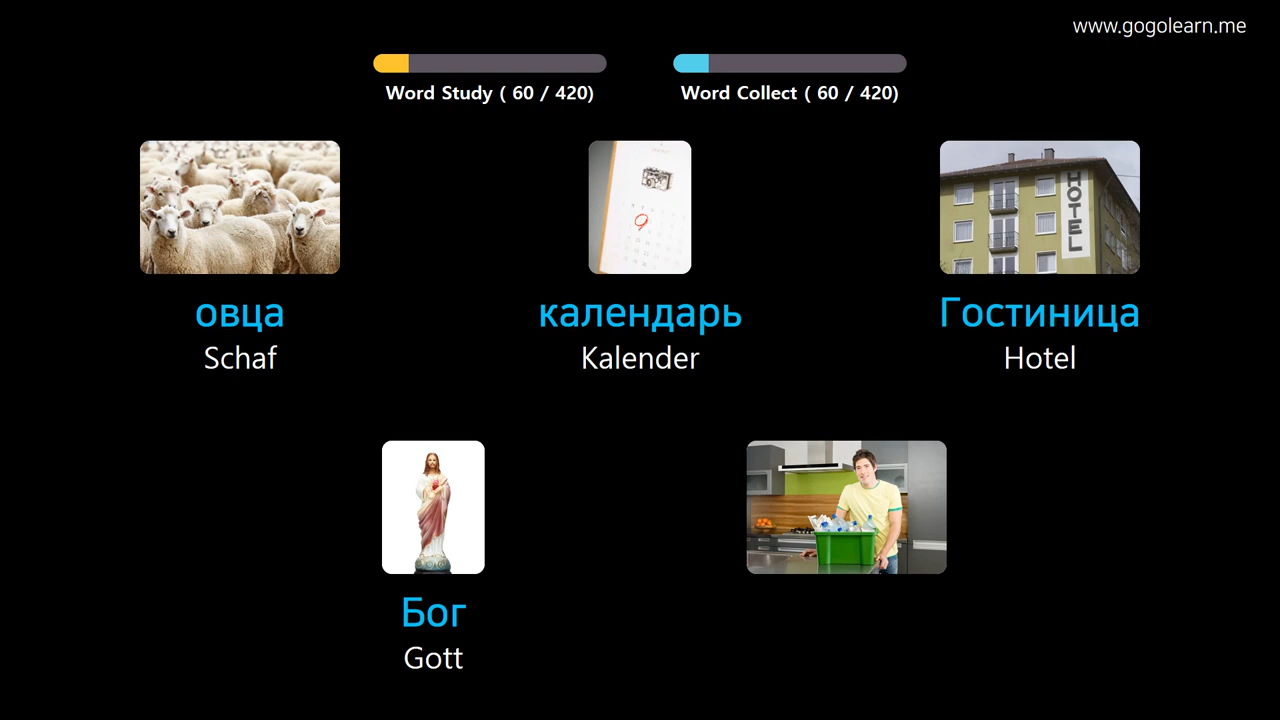 www.gogolearn.me
Word Study ( 60 / 420)
Word Collect ( 60 / 420)
HOTEL
овца
Schaf
календарь
Kalender
Гостиница
Hotel
Бог
Gott